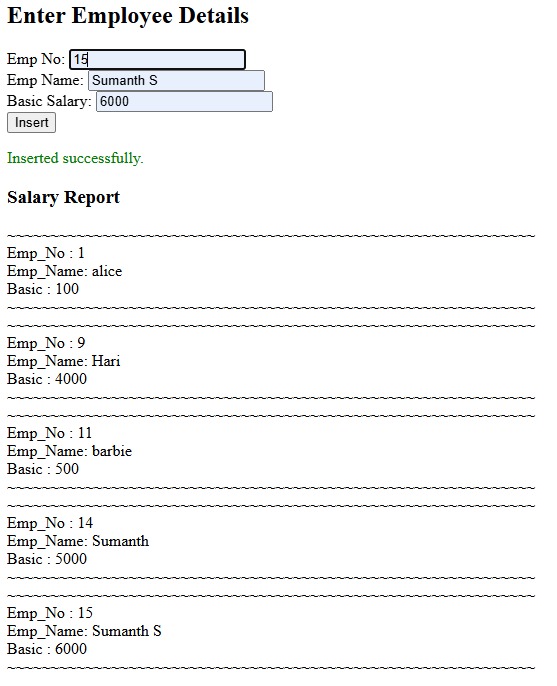 Enter Employee Details
Emp No: 15
Emp Name: Sumanth S
Basic Salary: 6000
Insert
Inserted successfully.
Salary Report
~~~~~~~~~~~~~~~~~~~~~~~~~~~~~~~~~~~~~~~~~~~~~~~~~~~~~~~~~~~~~~~~~~
Emp_No : 1
Emp_Name: alice
Basic : 100
~~~~~~~~~~~~~~~~~~~~~~~~~~~~~~~~~~~~~~~~~~~~~~~~~~~~~~~~~~~~~~~~~~
~~~~~~~~~~~~~~~~~~~~~~~~~~~~~~~~~~~~~~~~~~~~~~~~~~~~~~~~~~~~~~~~~~
Emp_No : 9
Emp_Name: Hari
Basic : 4000
~~~~~~~~~~~~~~~~~~~~~~~~~~~~~~~~~~~~~~~~~~~~~~~~~~~~~~~~~~~~~~~~~~
~~~~~~~~~~~~~~~~~~~~~~~~~~~~~~~~~~~~~~~~~~~~~~~~~~~~~~~~~~~~~~~~~~
Emp_No : 11
Emp_Name: barbie
Basic : 500
~~~~~~~~~~~~~~~~~~~~~~~~~~~~~~~~~~~~~~~~~~~~~~~~~~~~~~~~~~~~~~~~~~
~~~~~~~~~~~~~~~~~~~~~~~~~~~~~~~~~~~~~~~~~~~~~~~~~~~~~~~~~~~~~~~~~~
Emp_No : 14
Emp_Name: Sumanth
Basic : 5000
~~~~~~~~~~~~~~~~~~~~~~~~~~~~~~~~~~~~~~~~~~~~~~~~~~~~~~~~~~~~~~~~~~
~~~~~~~~~~~~~~~~~~~~~~~~~~~~~~~~~~~~~~~~~~~~~~~~~~~~~~~~~~~~~~~~~~
Emp_No : 15
Emp_Name: Sumanth S
Basic : 6000
~~~~~~~~~~~~~~~~~~~~~~~~~~~~~~~~~~~~~~~~~~~~~~~~~~~~~~~~~~~~~~~~~~